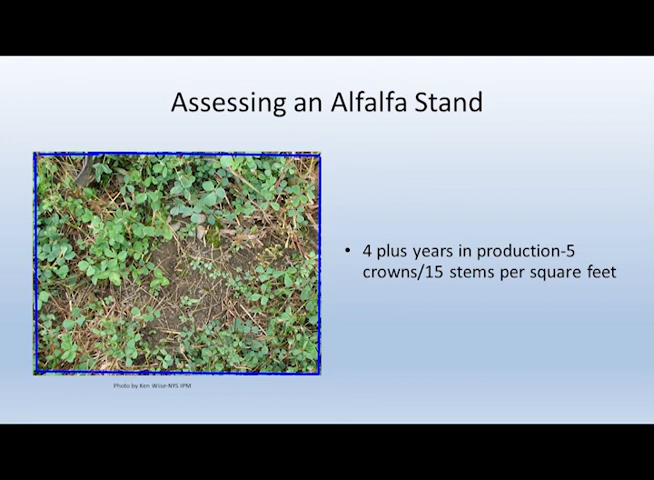 Assessing an Alfalfa Stand
• 4 plus years in production-5
crowns/15 stems per square feet
Photo by Ken Wise-NYS IPM